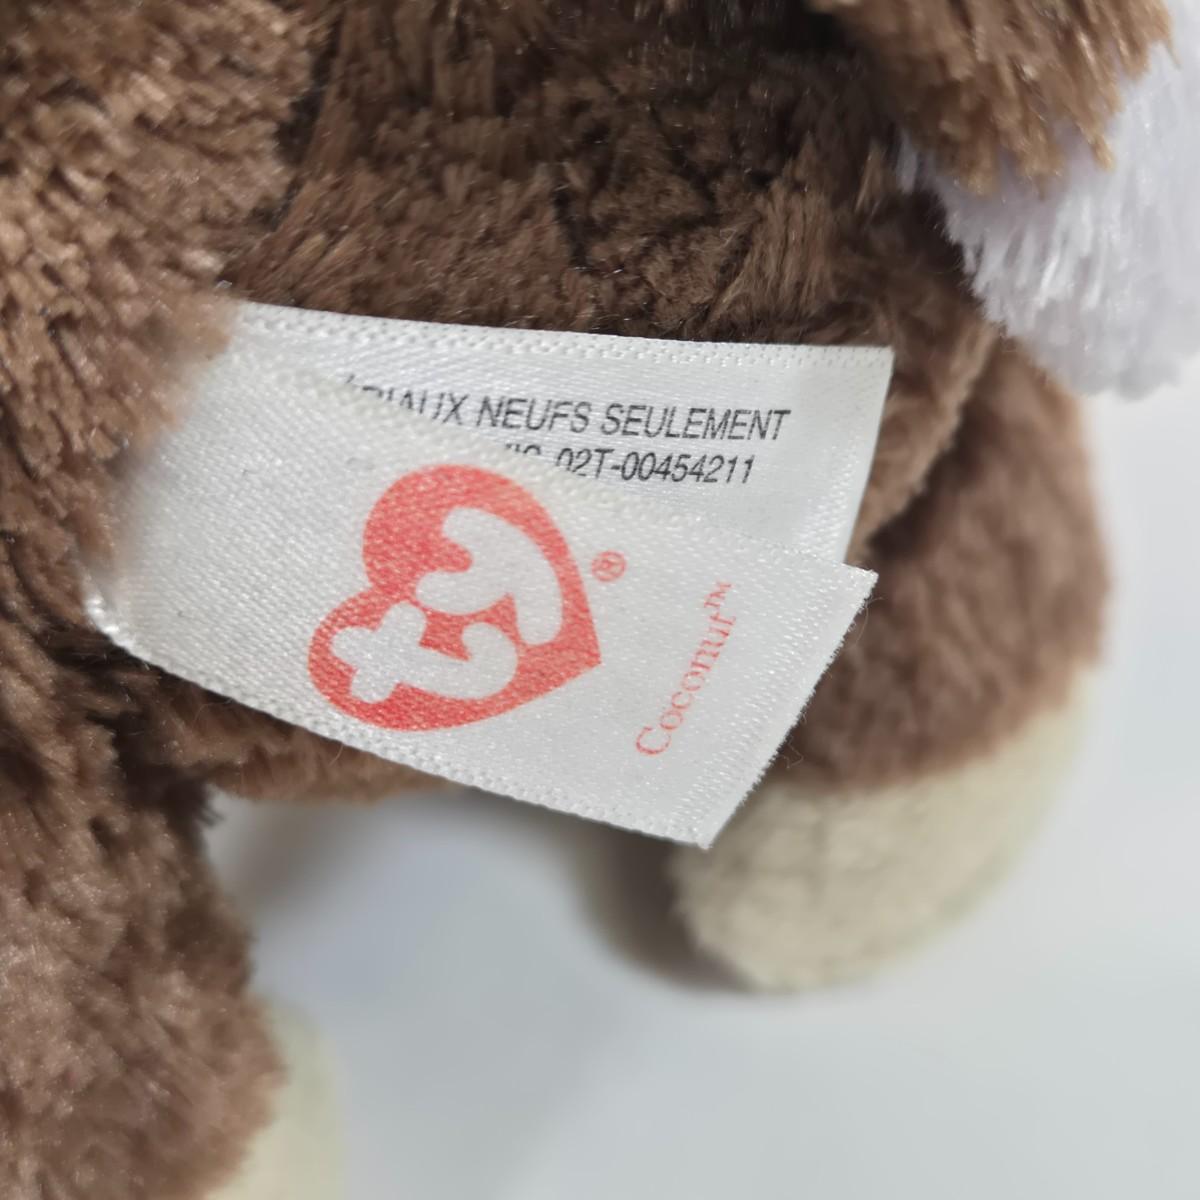 NEUFS SEULEMENT
02T-00454211
ty®
Coconut™